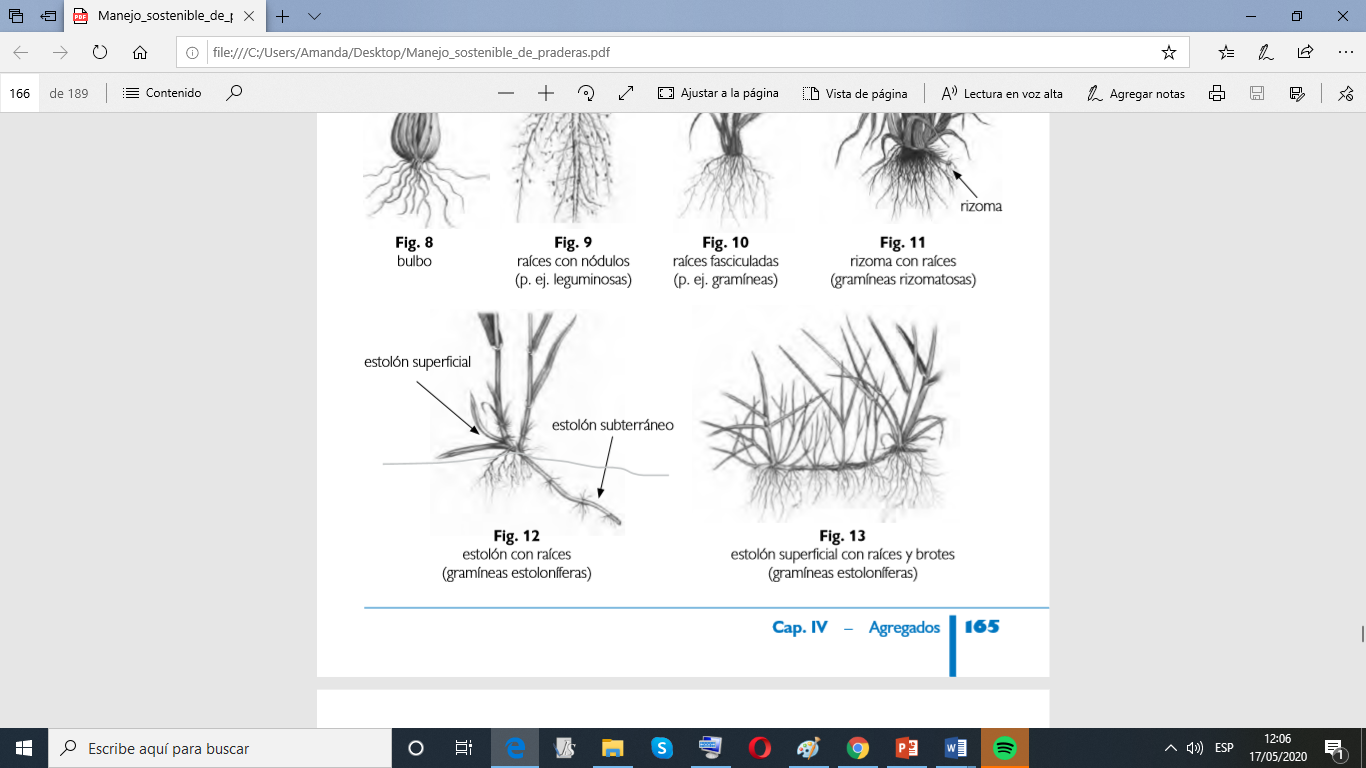 Manejo_sostenible_de_p
file:///C:/Users/Amanda/Desktop/Manejo_sostenible_de_praderas.pdf
166 de 189 Contenido Ajustar a la página Vista de página Lectura en voz alta Agregar notas
rizoma
Fig. 8 Fig. 9 Fig. 10 Fig. 11
bulbo raíces con nódulos raíces fasciculadas rizoma con raíces
(p. ej. leguminosas) (p. ej. gramíneas) (gramíneas rizomatosas)
estolón superficial
estolón subterráneo
Fig. 12 Fig. 13
estolón con raíces estolón superficial con raíces y brotes
(gramíneas estoloníferas) (gramíneas estoloníferas)
Cap. IV – Agregados 165
Escribe aquí para buscar
ESP
12:06
17/05/2020
1